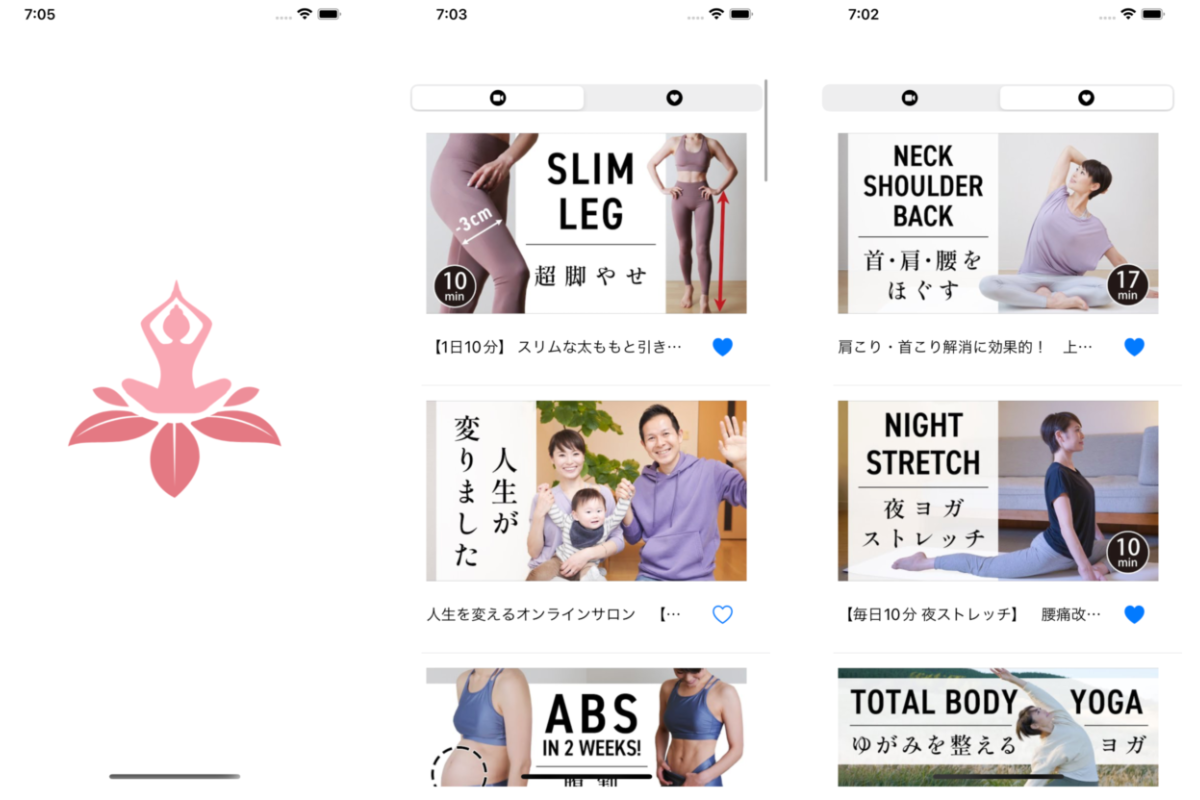 7:05
7:03
SLIM
LEG
-3cm
超脚やせ
10
min
【1日10分】 スリムな太ももと引き…
人生が
変りました
人生を変えるオンラインサロン 【…
ABS
IN 2 WEEKS!
7:02
NECK
SHOULDER
BACK
首・肩・腰を
ほぐす
17
min
肩こり・首こり解消に効果的！ 上…
NIGHT
STRETCH
夜ヨガ
ストレッチ
10
min
【毎日10分 夜ストレッチ】 腰痛改…
TOTAL BODY YOGA
ゆがみを整える ヨガ